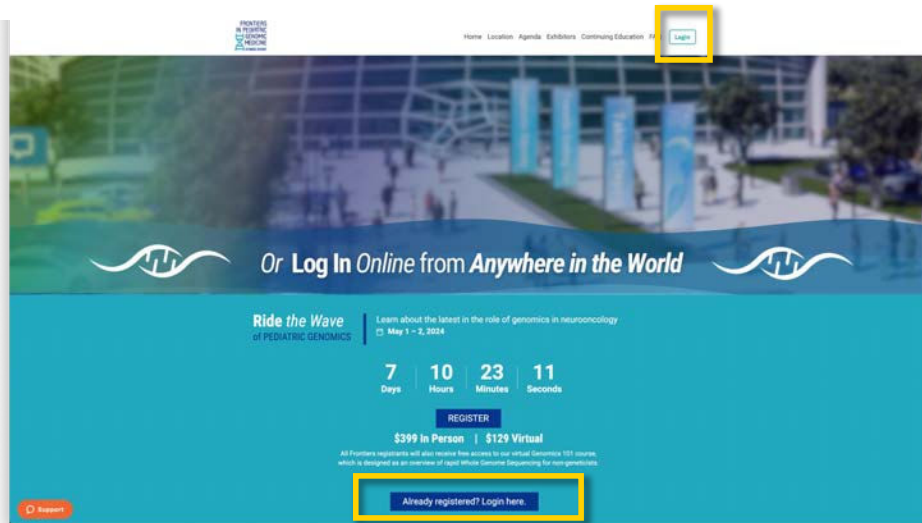 FRONTIERS
IN PEDIATRIC
GENOMIC
MEDICINE
Home Location Agenda Exhibitors Continuing Education Login
Or Log In Online from Anywhere in the World
Ride the Wave
of PEDIATRIC GENOMICS
Learn about the latest in the role of genomics in neurooncology
May 1 – 2, 2024
7 10 23 11
Days Hours Minutes Seconds
REGISTER
$399 In Person | $129 Virtual
All Frontiers registrants will also receive free access to our virtual Genomics 101 course,
which is designed as an overview of rapid Whole Genome Sequencing for non-geneticists.
Already registered? Login here.
Support